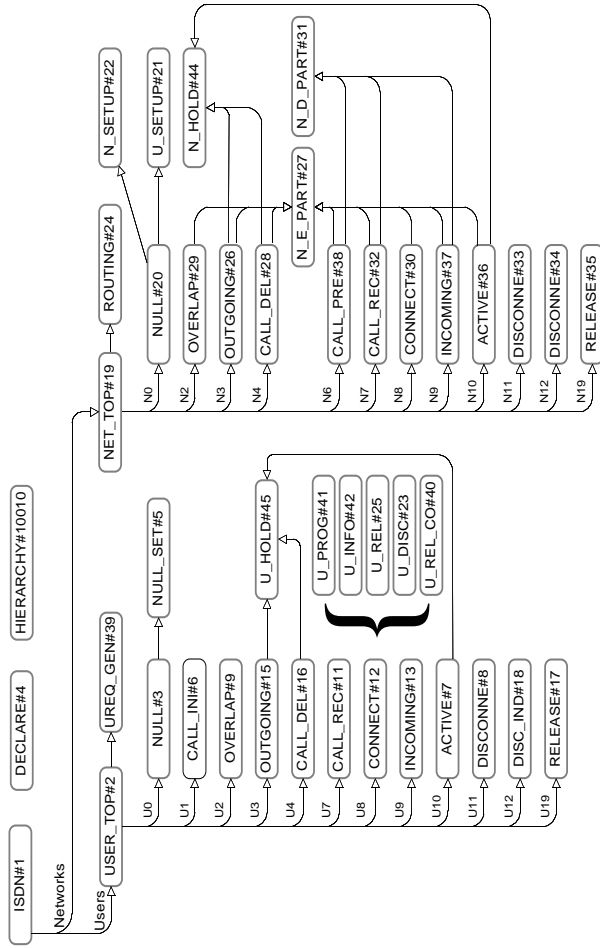 ISDN#1
DECLARE#4
HIERARCHY#10010
Networks
Users
USER_TOP#2
UREQ_GEN#39
NET_TOP#19
ROUTING#24
N_SETUP#22
U0
NULL#3
NULL_SET#5
N0
NULL#20
U_SETUP#21
U1
CALL_INI#6
N_HOLD#44
U2
OVERLAP#9
N2
OVERLAP#29
U3
OUTGOING#15
U_HOLD#45
N3
OUTGOING#26
U4
CALL_DEL#16
N4
CALL_DEL#28
N_E_PART#27
N_D_PART#31
U_PROG#41
U7
CALL_REC#11
N6
CALL_PRE#38
U_INFO#42
U8
CONNECT#12
U_REL#25
N7
CALL_REC#32
U9
INCOMING#13
U_DISC#23
N8
CONNECT#30
U_REL_CO#40
U10
ACTIVE#7
N9
INCOMING#37
U11
DISCONNE#8
N10
ACTIVE#36
U12
DISC_IND#18
N11
DISCONNE#33
U19
RELEASE#17
N12
DISCONNE#34
N19
RELEASE#35